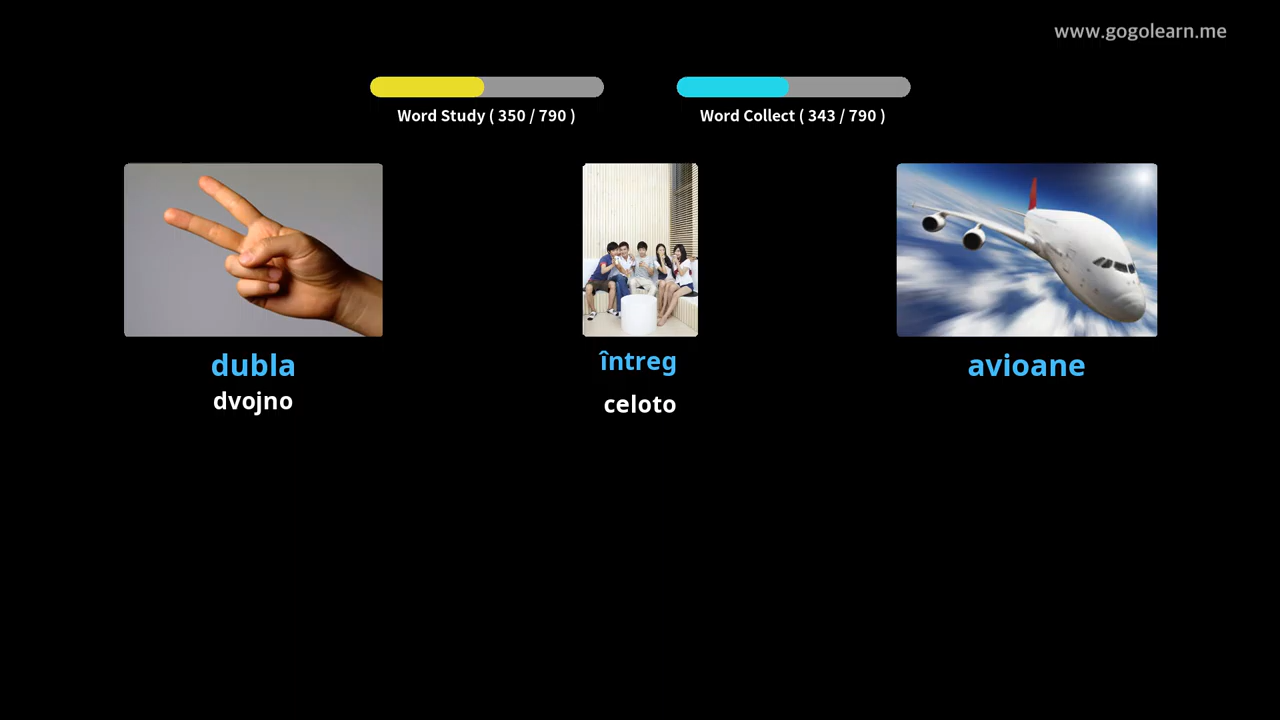 www.gogolearn.me
Word Study ( 350 / 790 )
Word Collect ( 343 / 790 )
dubla
dvojno
întreg
celoto
avioane